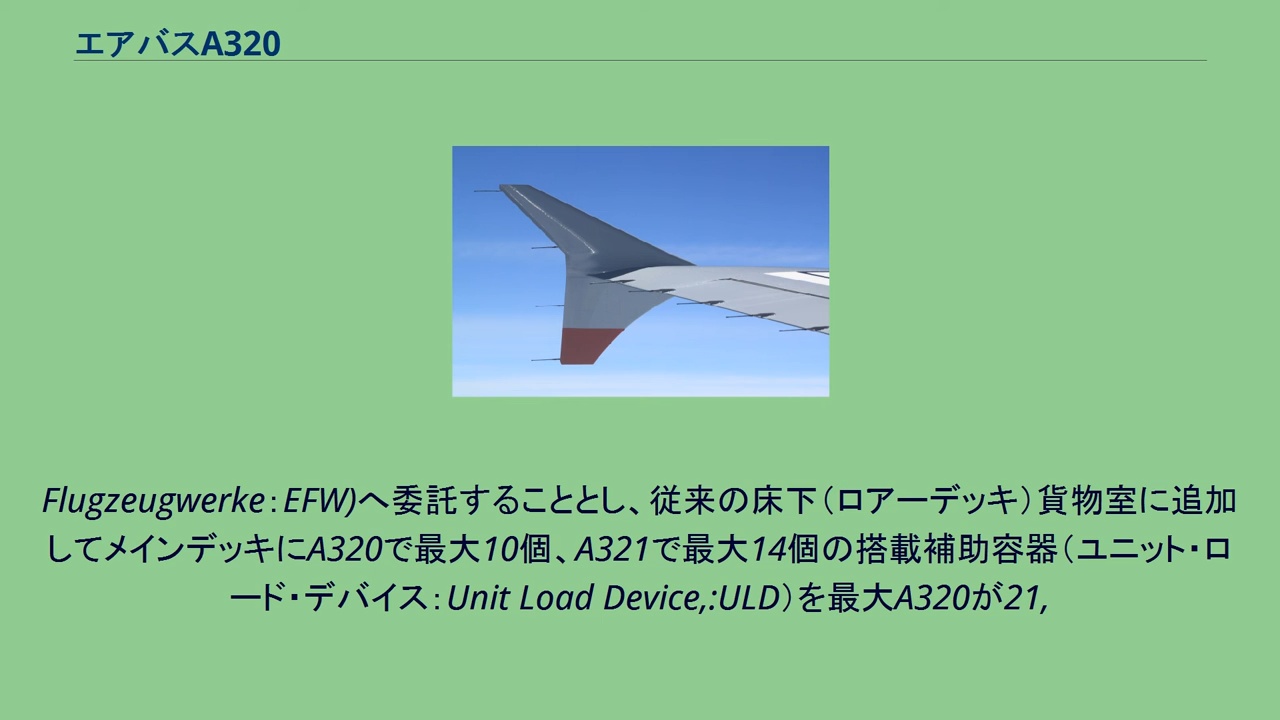 エアバスA320
Flugzeugwerke：EFW)へ委託することとし、従来の床下（ロアーデッキ）貨物室に追加
してメインデッキにA320で最大10個、A321で最大14個の搭載補助容器（ユニット・ロ
ード・デバイス：Unit Load Device,:ULD）を最大A320が21,